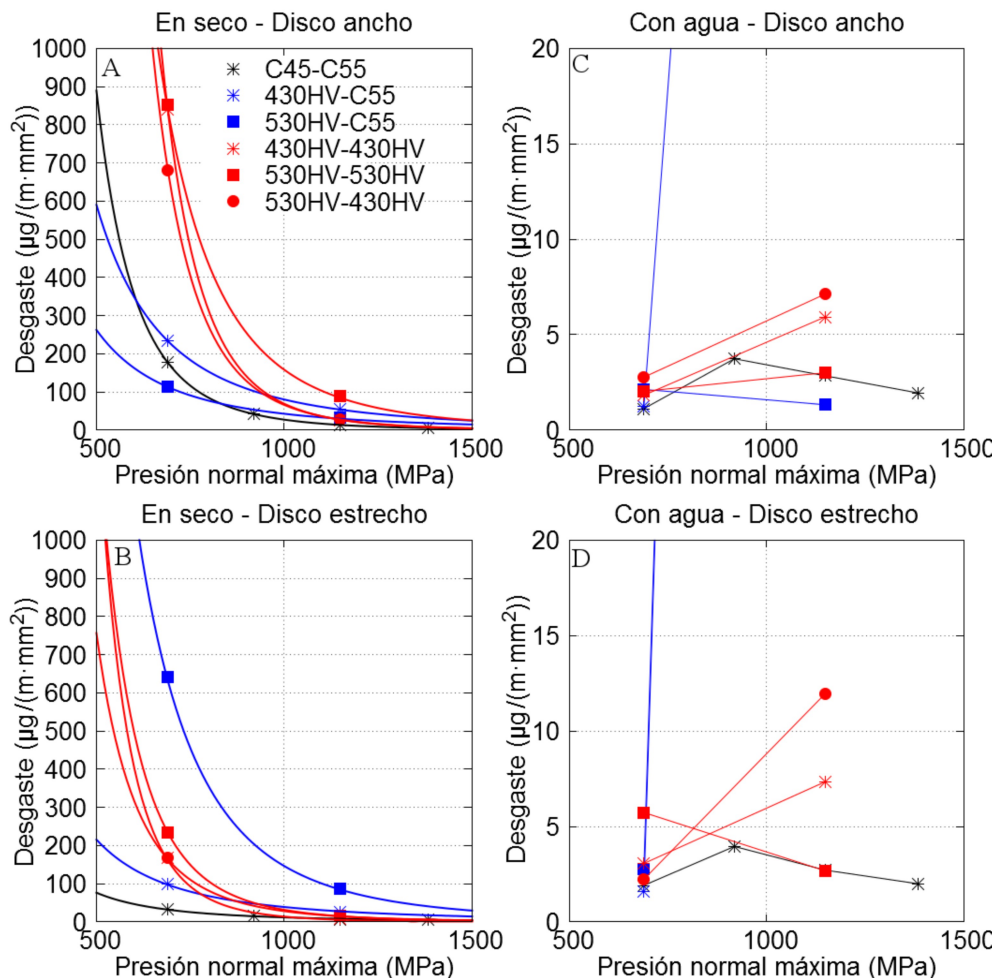 En seco - Disco ancho
A
C45-C55
430HV-C55
530HV-C55
430HV-430HV
530HV-530HV
530HV-430HV
Desgaste (µg/(m·mm²))
1000
900
800
700
600
500
400
300
200
100
0
500 1000 1500
Presión normal máxima (MPa)
Con agua - Disco ancho
C
Desgaste (µg/(m·mm²))
20
15
10
5
0
500 1000 1500
Presión normal máxima (MPa)
En seco - Disco estrecho
B
Desgaste (µg/(m·mm²))
1000
900
800
700
600
500
400
300
200
100
0
500 1000 1500
Presión normal máxima (MPa)
Con agua - Disco estrecho
D
Desgaste (µg/(m·mm²))
20
15
10
5
0
500 1000 1500
Presión normal máxima (MPa)